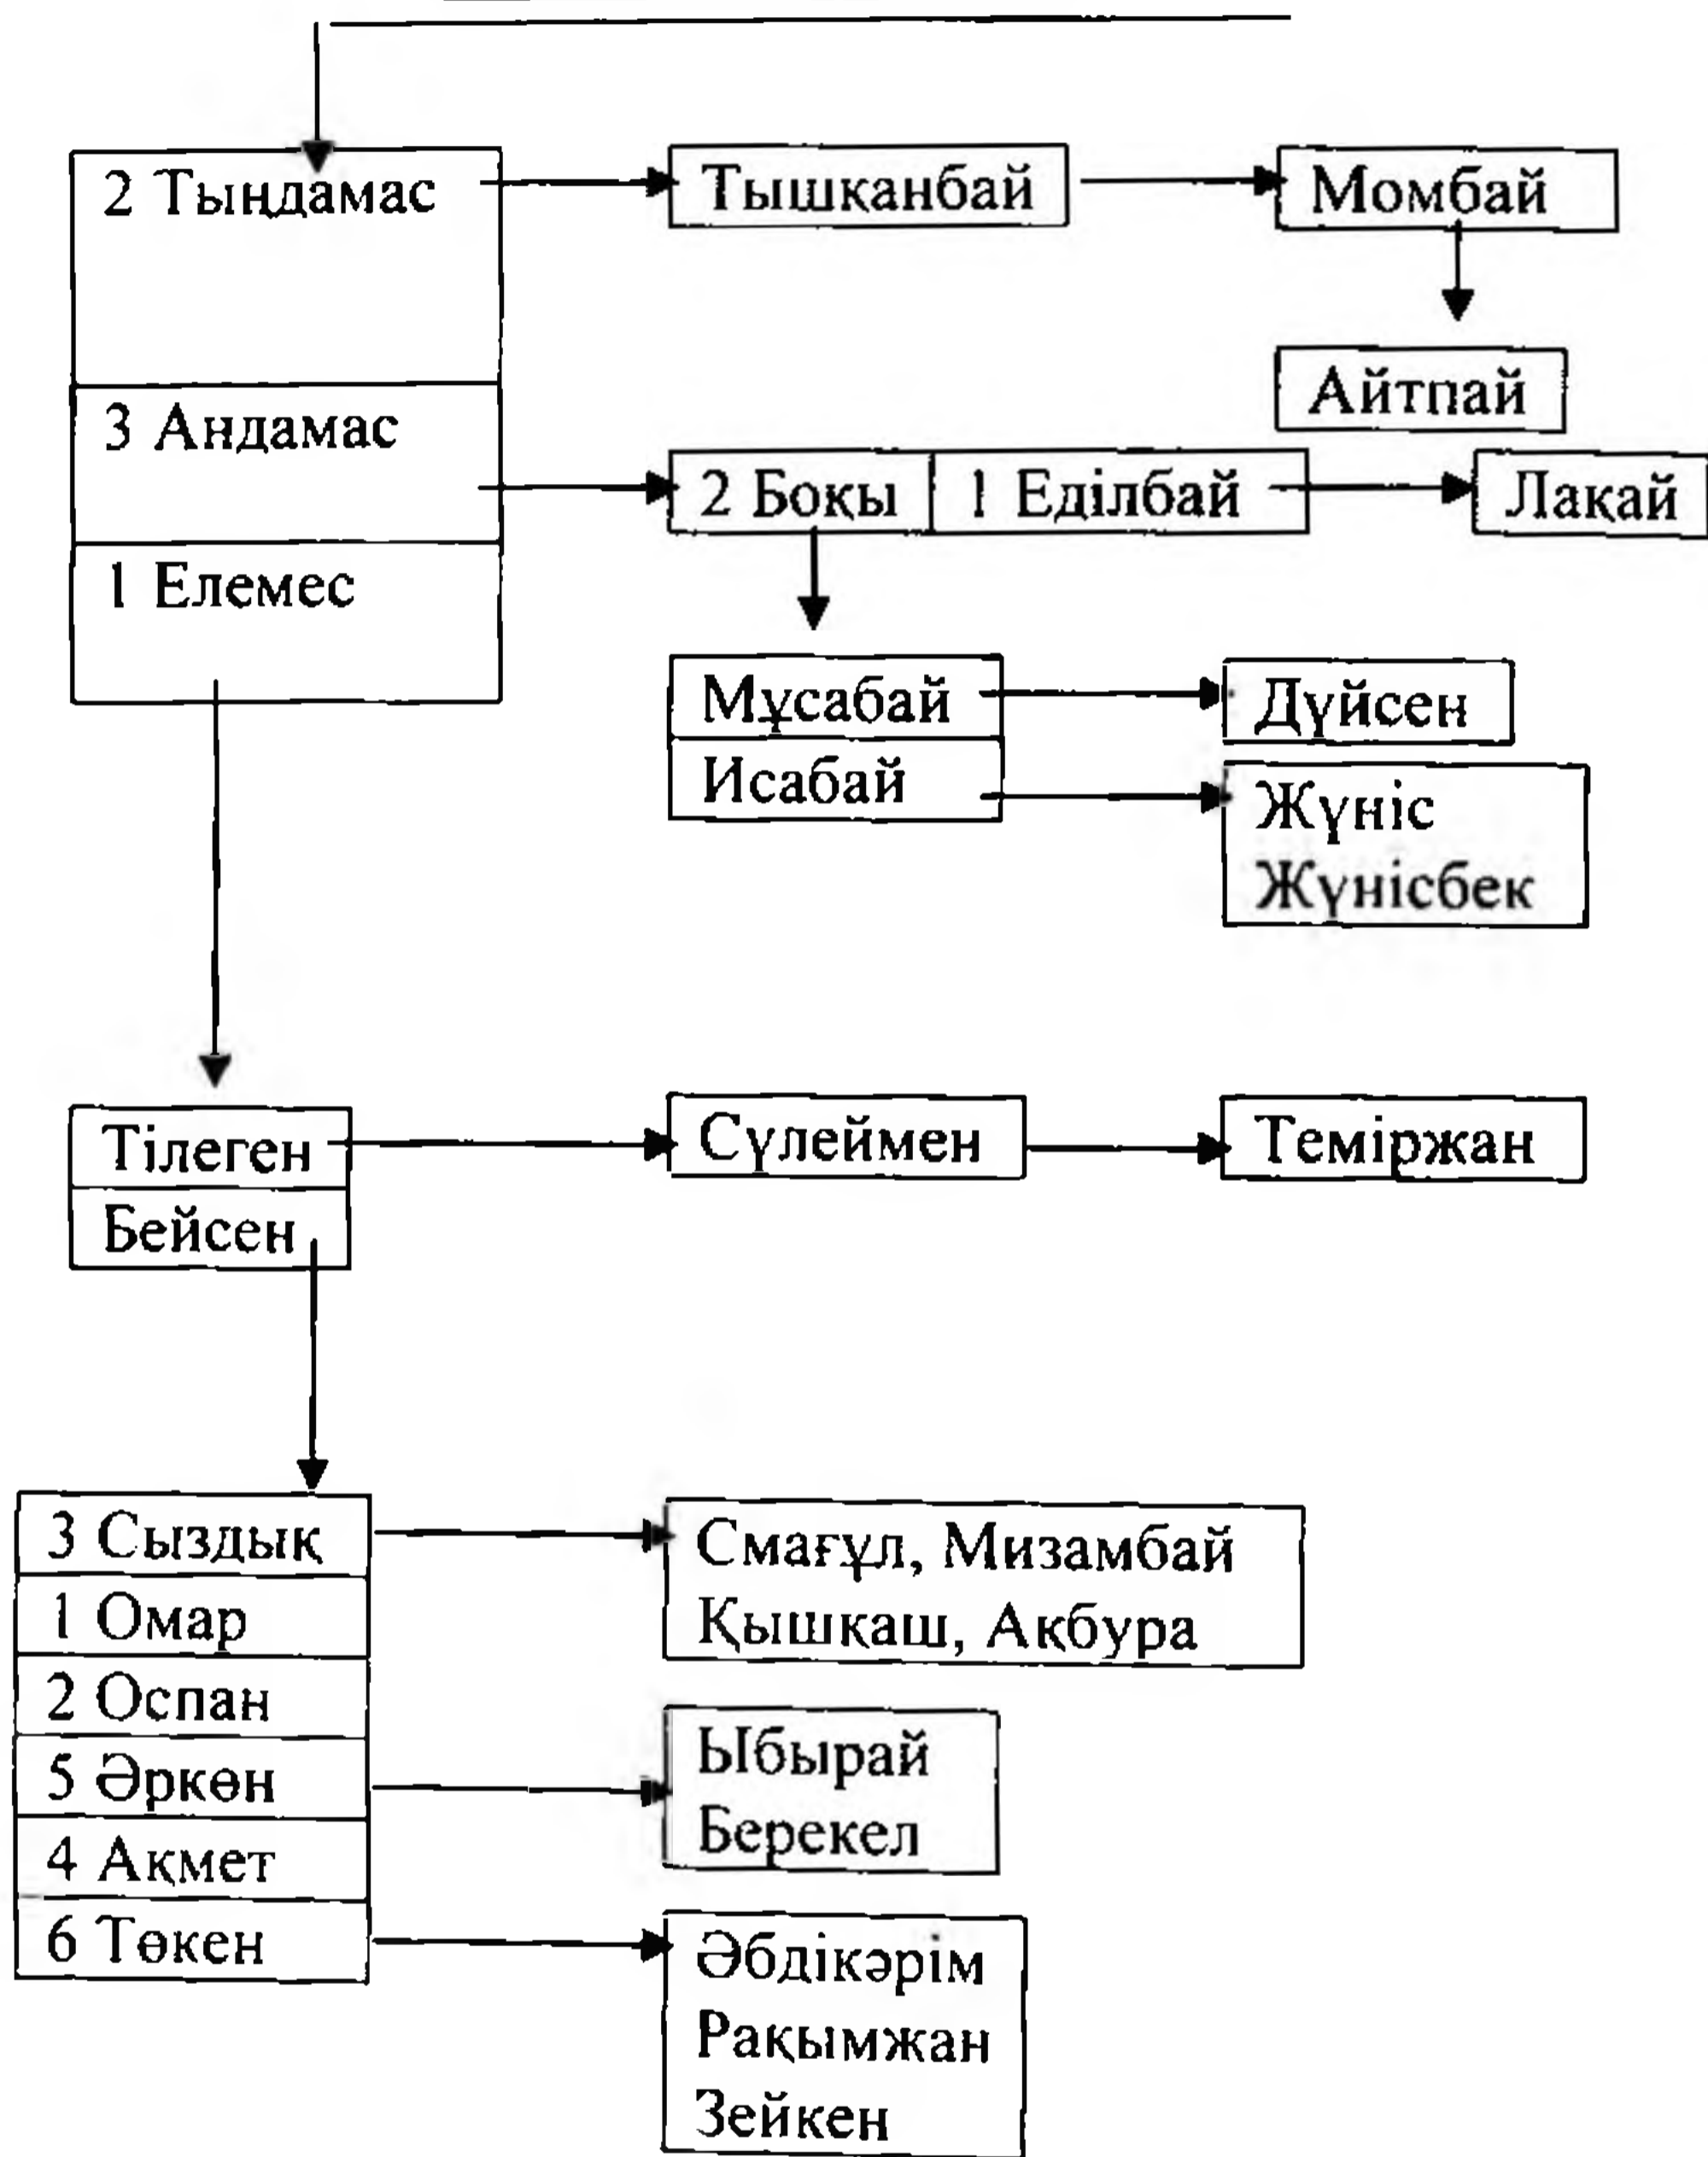 2 Тыңдамас
Тышқанбай
Момбай
Айтпай
3 Андамас
2 Боқы
1 Еділбай
Лақай
1 Елемес
Мұсабай
Дүйсен
Исабай
Жүніс
Жүнісбек
Тілеген
Сүлеймен
Теміржан
Бейсен
3 Сыздық
Смағұл, Мизамбай
Қышқаш, Ақбура
1 Омар
2 Оспан
5 Әркөн
Ыбырай
Берекел
4 Ақмет
6 Төкен
Әбдікәрім
Рақымжан
Зейкен